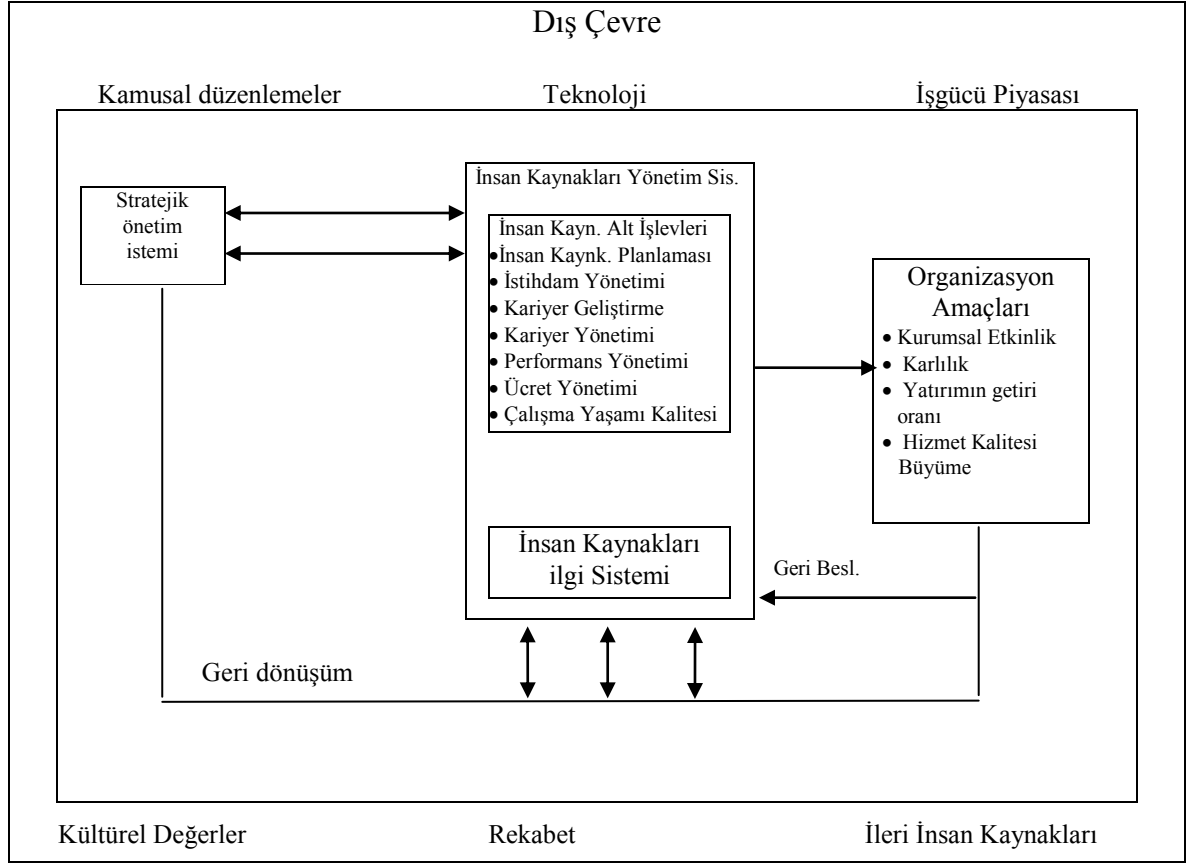 Dış Çevre
Kamusal düzenlemeler
Teknoloji
İşgücü Piyasası
Stratejik
önetim
istemi
İnsan Kaynakları Yönetim Sis.
İnsan Kayn. Alt İşlevleri
•İnsan Kaynk. Planlaması
• İstihdam Yönetimi
• Kariyer Geliştirme
• Kariyer Yönetimi
• Performans Yönetimi
• Ücret Yönetimi
• Çalışma Yaşamı Kalitesi
İnsan Kaynakları
ilgi Sistemi
Organizasyon
Amaçları
• Kurumsal Etkinlik
• Karlılık
• Yatırımın getiri
oranı
• Hizmet Kalitesi
Büyüme
Geri Besl.
Geri dönüşüm
Kültürel Değerler
Rekabet
İleri İnsan Kaynakları